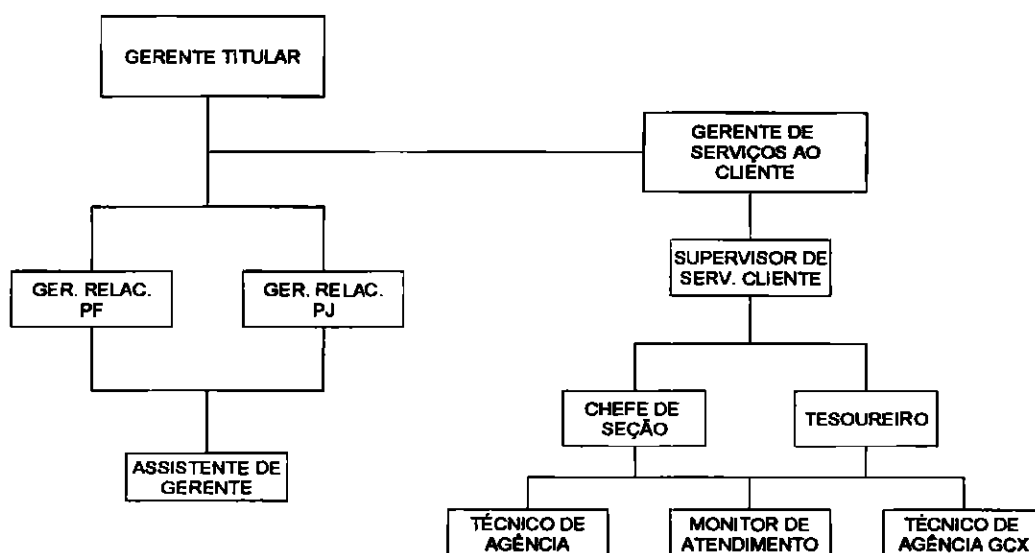 GERENTE TITULAR
GERENTE DE
SERVIÇOS AO
CLIENTE
SUPERVISOR DE
SERV. CLIENTE
GER. RELAC.
PF
GER. RELAC.
PJ
CHEFE DE
SEÇÃO
TESOUREIRO
ASSISTENTE DE
GERENTE
TÉCNICO DE
AGÊNCIA
MONITOR DE
ATENDIMENTO
TÉCNICO DE
AGÊNCIA GCX